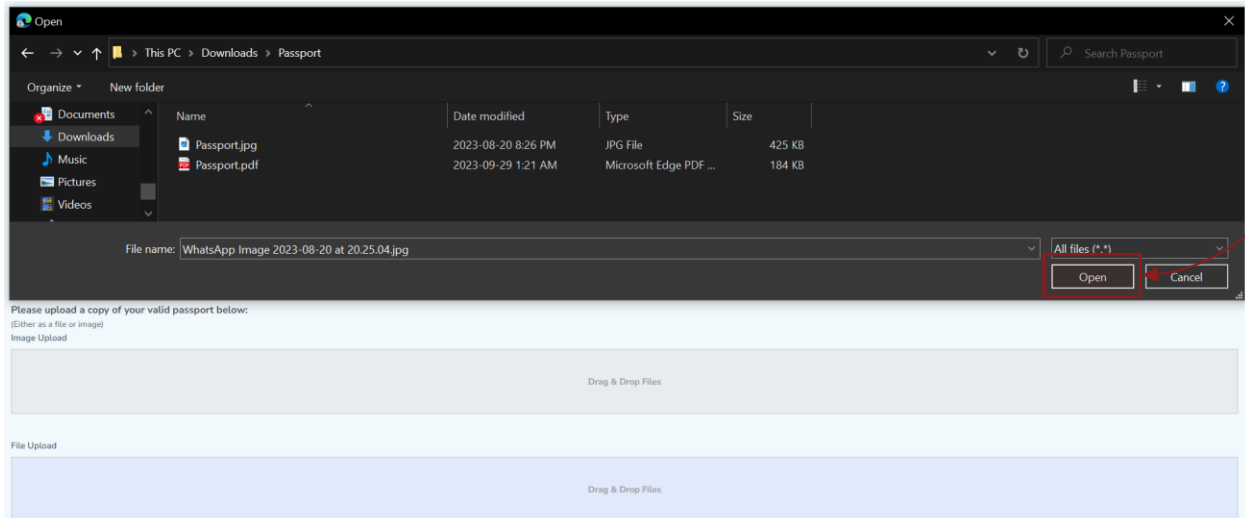 Open
This PC > Downloads > Passport
Search Passport
Organize
New folder
Documents
Downloads
Music
Pictures
Videos
Name Date modified Type Size
Passport.jpg 2023-08-20 8:26 PM JPG File 425 KB
Passport.pdf 2023-09-29 1:21 AM Microsoft Edge PDF ... 184 KB
File name: WhatsApp Image 2023-08-20 at 20.25.04.jpg All files (*.*)
Open Cancel
Please upload a copy of your valid passport below:
(Either as a file or image)
Image Upload
Drag & Drop Files
File Upload
Drag & Drop Files